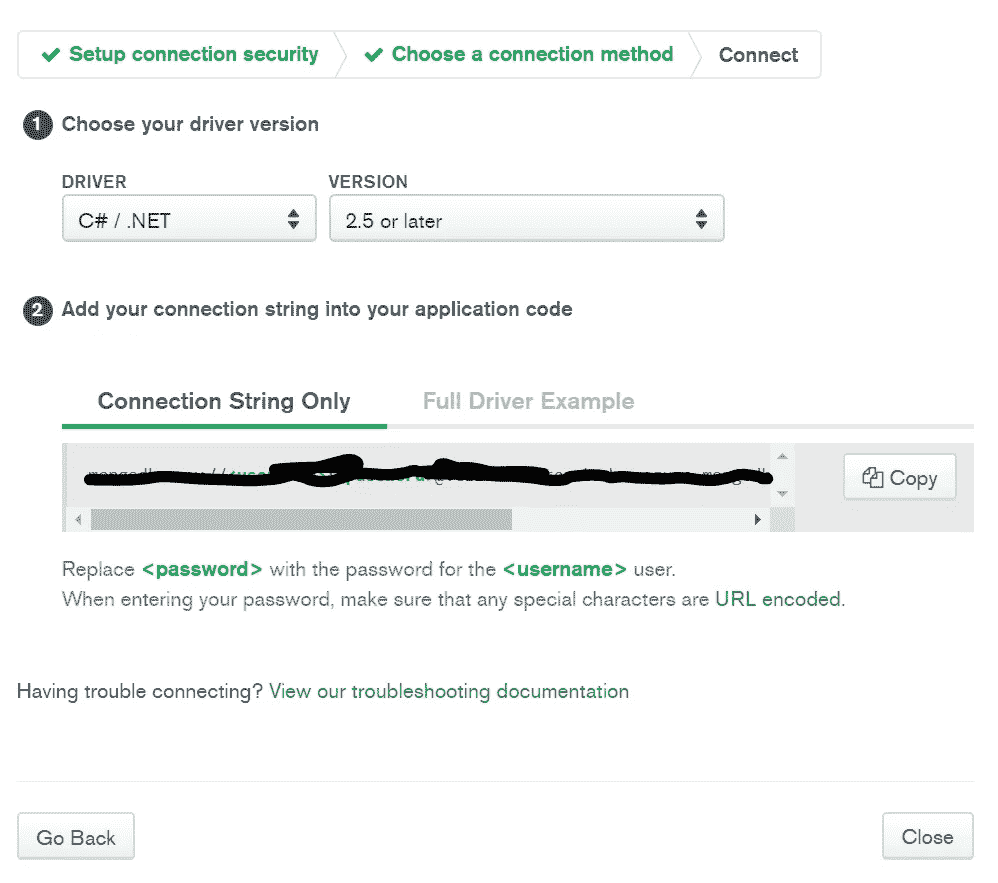 Setup connection security Choose a connection method Connect
1 Choose your driver version
DRIVER VERSION
C# / .NET 2.5 or later
2 Add your connection string into your application code
Connection String Only Full Driver Example
Copy
Replace <password> with the password for the <username> user.
When entering your password, make sure that any special characters are URL encoded.
Having trouble connecting? View our troubleshooting documentation
Go Back Close